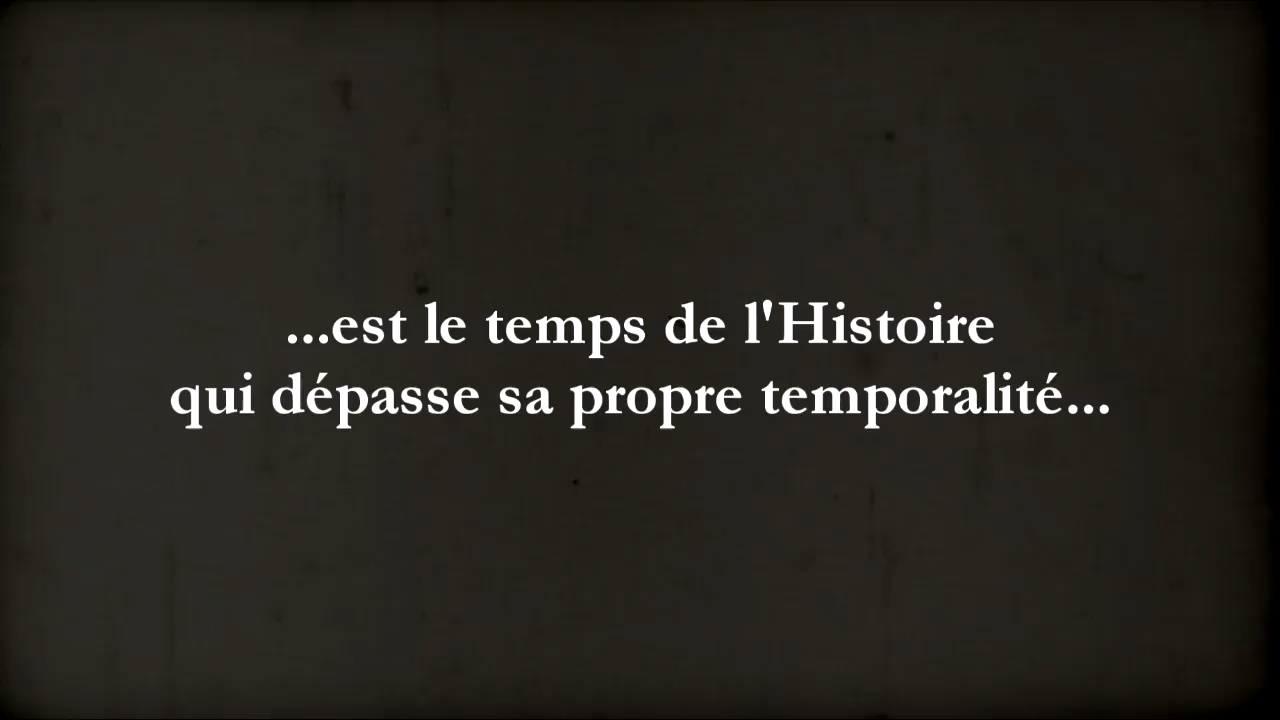 ...est le temps de l'Histoire
qui dépasse sa propre temporalité...